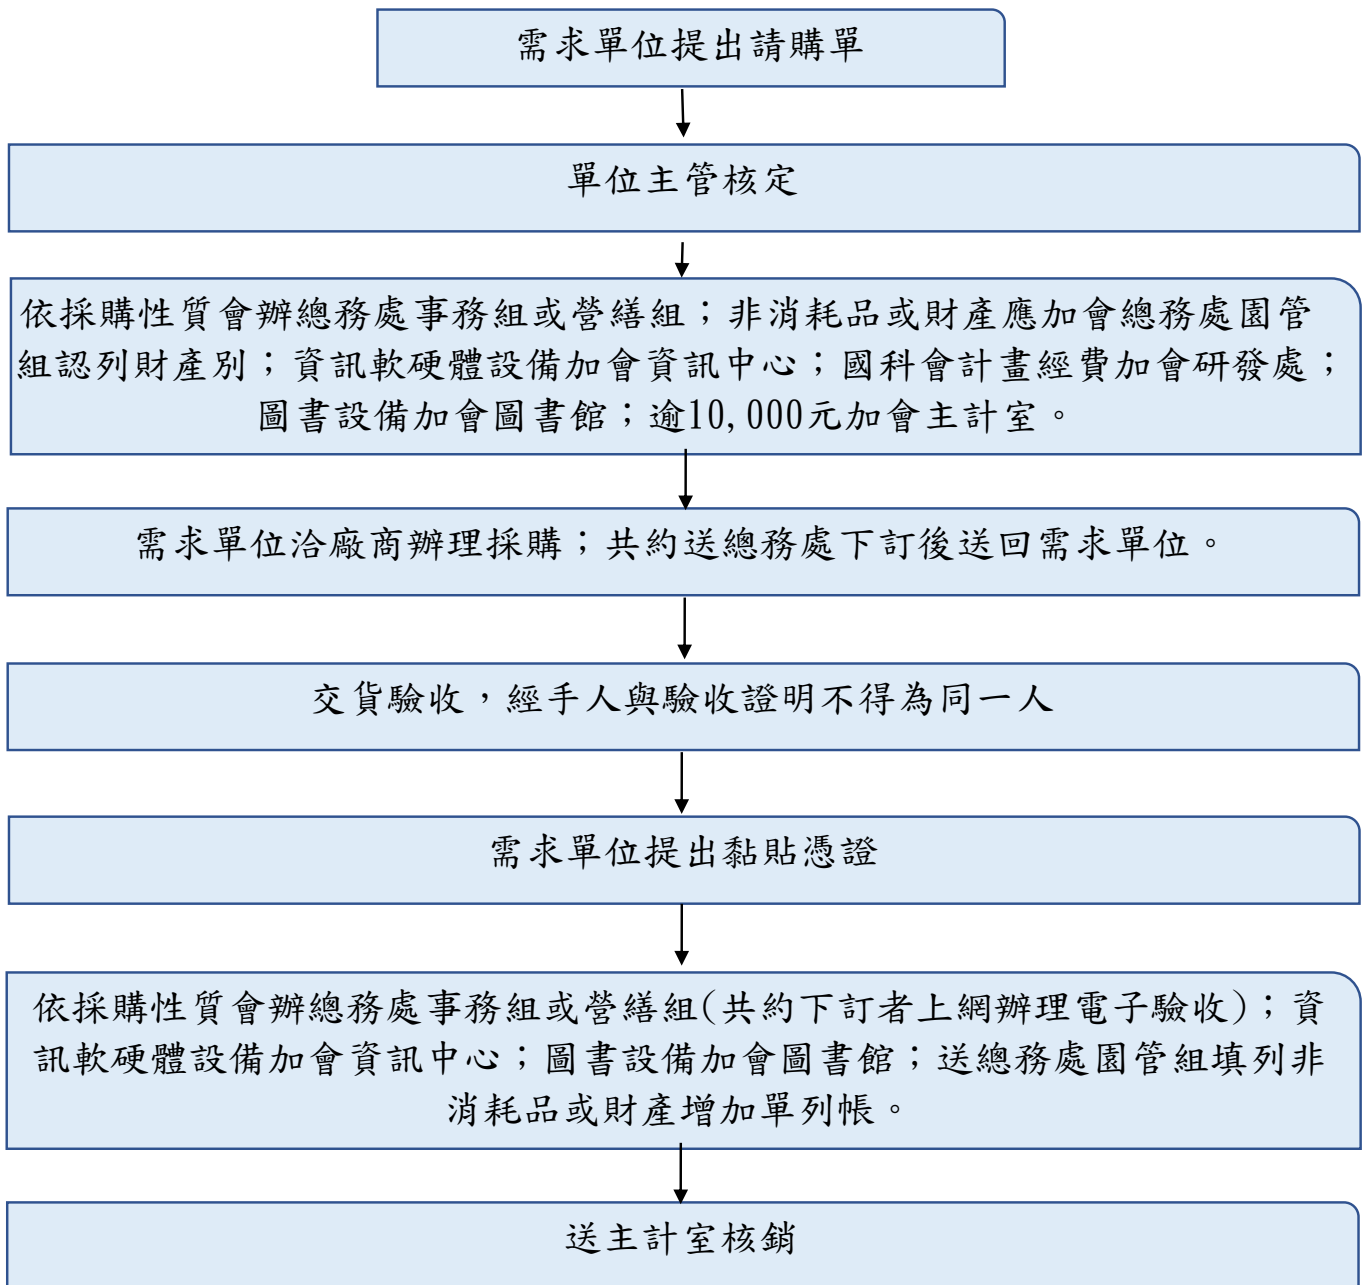 需求單位提出請購單
單位主管核定
依採購性質會辦總務處事務組或營繕組；非消耗品或財產應加會總務處園管
組認列財產別；資訊軟硬體設備加會資訊中心；國科會計畫經費加會研發處；
圖書設備加會圖書館；逾10,000元加會主計室。
需求單位洽廠商辦理採購；共約送總務處下訂後送回需求單位。
交貨驗收，經手人與驗收證明不得為同一人
需求單位提出黏貼憑證
依採購性質會辦總務處事務組或營繕組(共約下訂者上網辦理電子驗收)；資
訊軟硬體設備加會資訊中心；圖書設備加會圖書館；送總務處園管組填列非
消耗品或財產增加單列帳。
送主計室核銷